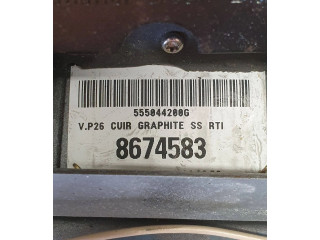 555044200G
V.P26 CUIR GRAPHITE SS RTI
8674583